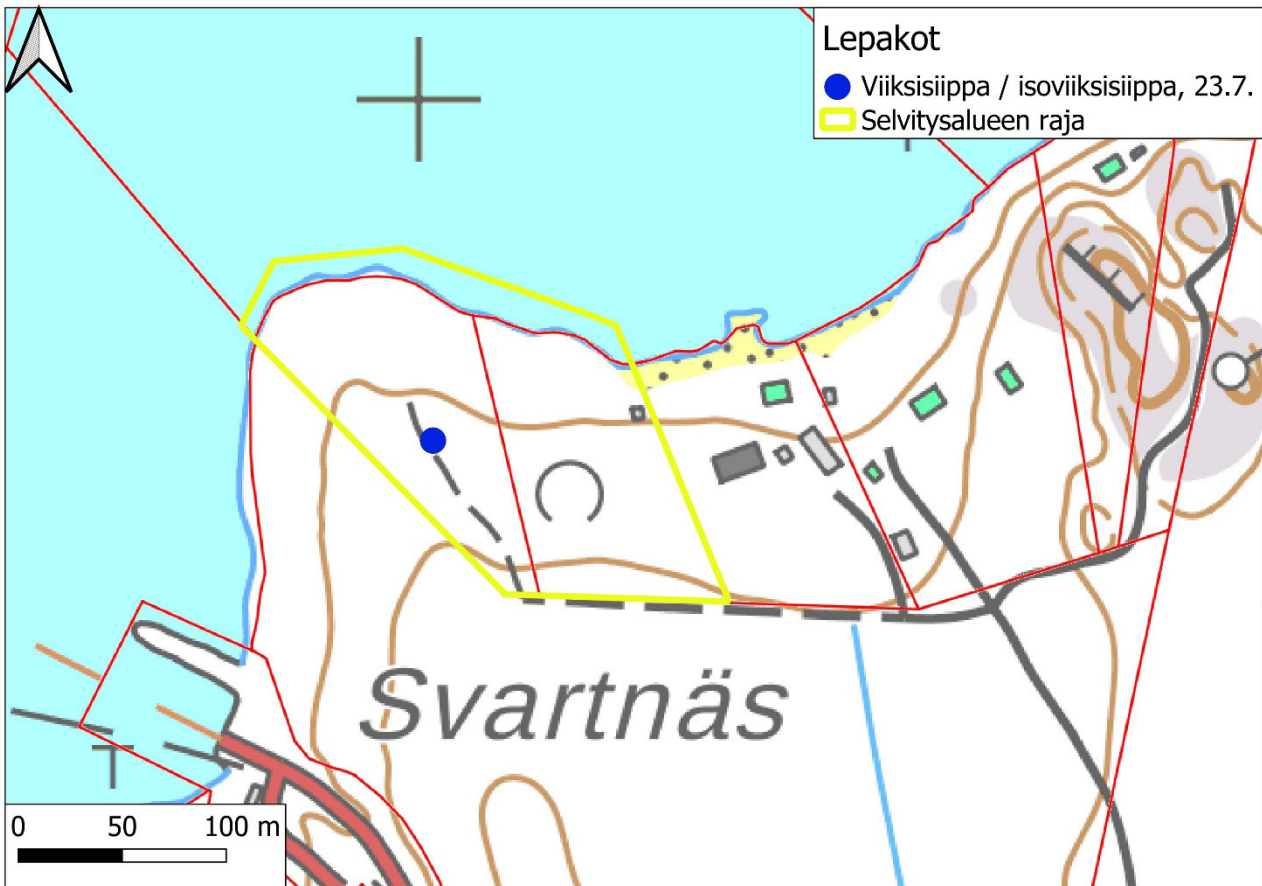 Lepakot
Viiksisiippa / isoviiksisiippa, 23.7.
Selvitysalueen raja
Svartnäs
0 50 100 m